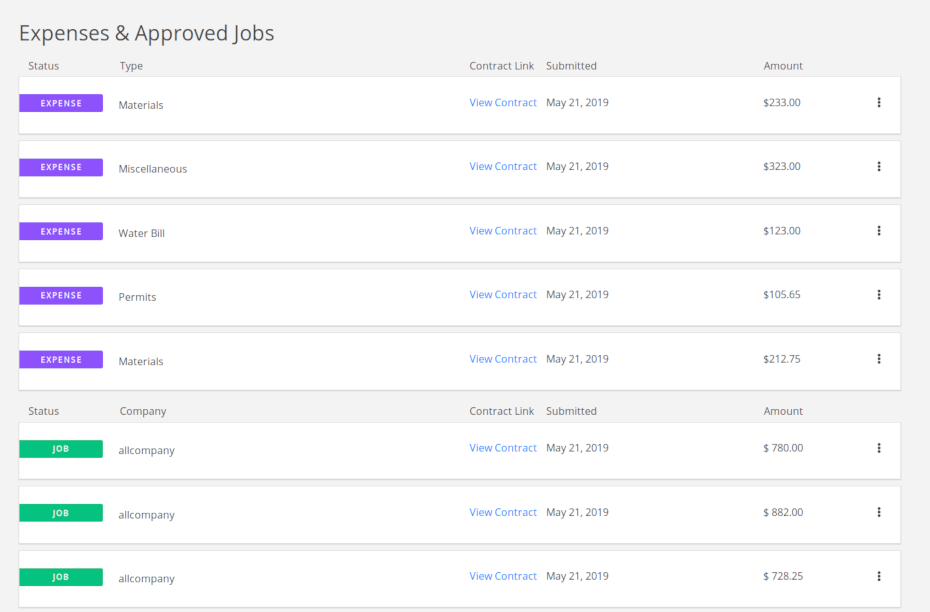 Expenses & Approved Jobs
Status Type Contract Link Submitted Amount
EXPENSE Materials View Contract May 21, 2019 $233.00
EXPENSE Miscellaneous View Contract May 21, 2019 $323.00
EXPENSE Water Bill View Contract May 21, 2019 $123.00
EXPENSE Permits View Contract May 21, 2019 $105.65
EXPENSE Materials View Contract May 21, 2019 $212.75
Status Company Contract Link Submitted Amount
JOB allcompany View Contract May 21, 2019 $ 780.00
JOB allcompany View Contract May 21, 2019 $ 882.00
JOB allcompany View Contract May 21, 2019 $ 728.25